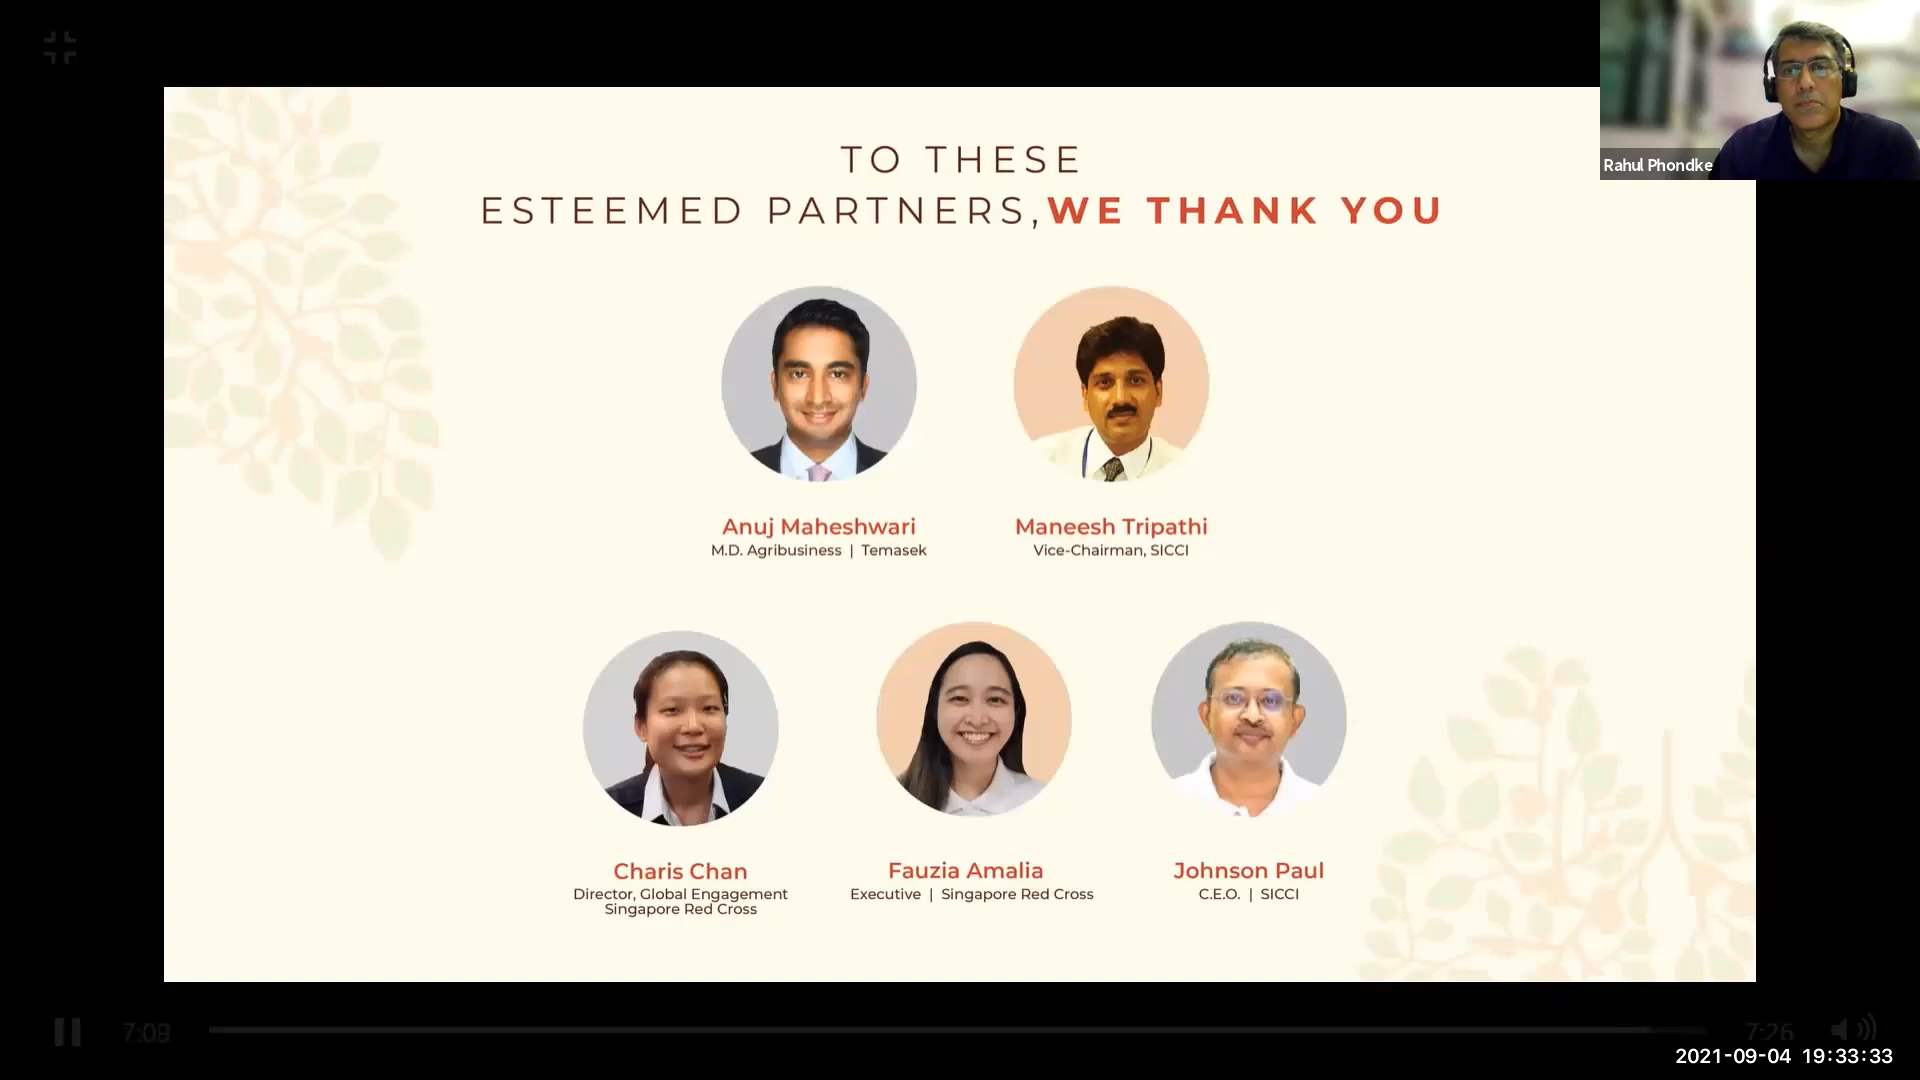 Rahul Phondke
TO THESE
ESTEEMED PARTNERS,WE THANK YOU
Anuj Maheshwari
M.D. Agribusiness | Temasek
Maneesh Tripathi
Vice-Chairman, SICCI
Charis Chan
Director, Global Engagement
Singapore Red Cross
Fauzia Amalia
Executive | Singapore Red Cross
Johnson Paul
C.E.O. | SICCI
7:26
2021-09-04 19:33:33